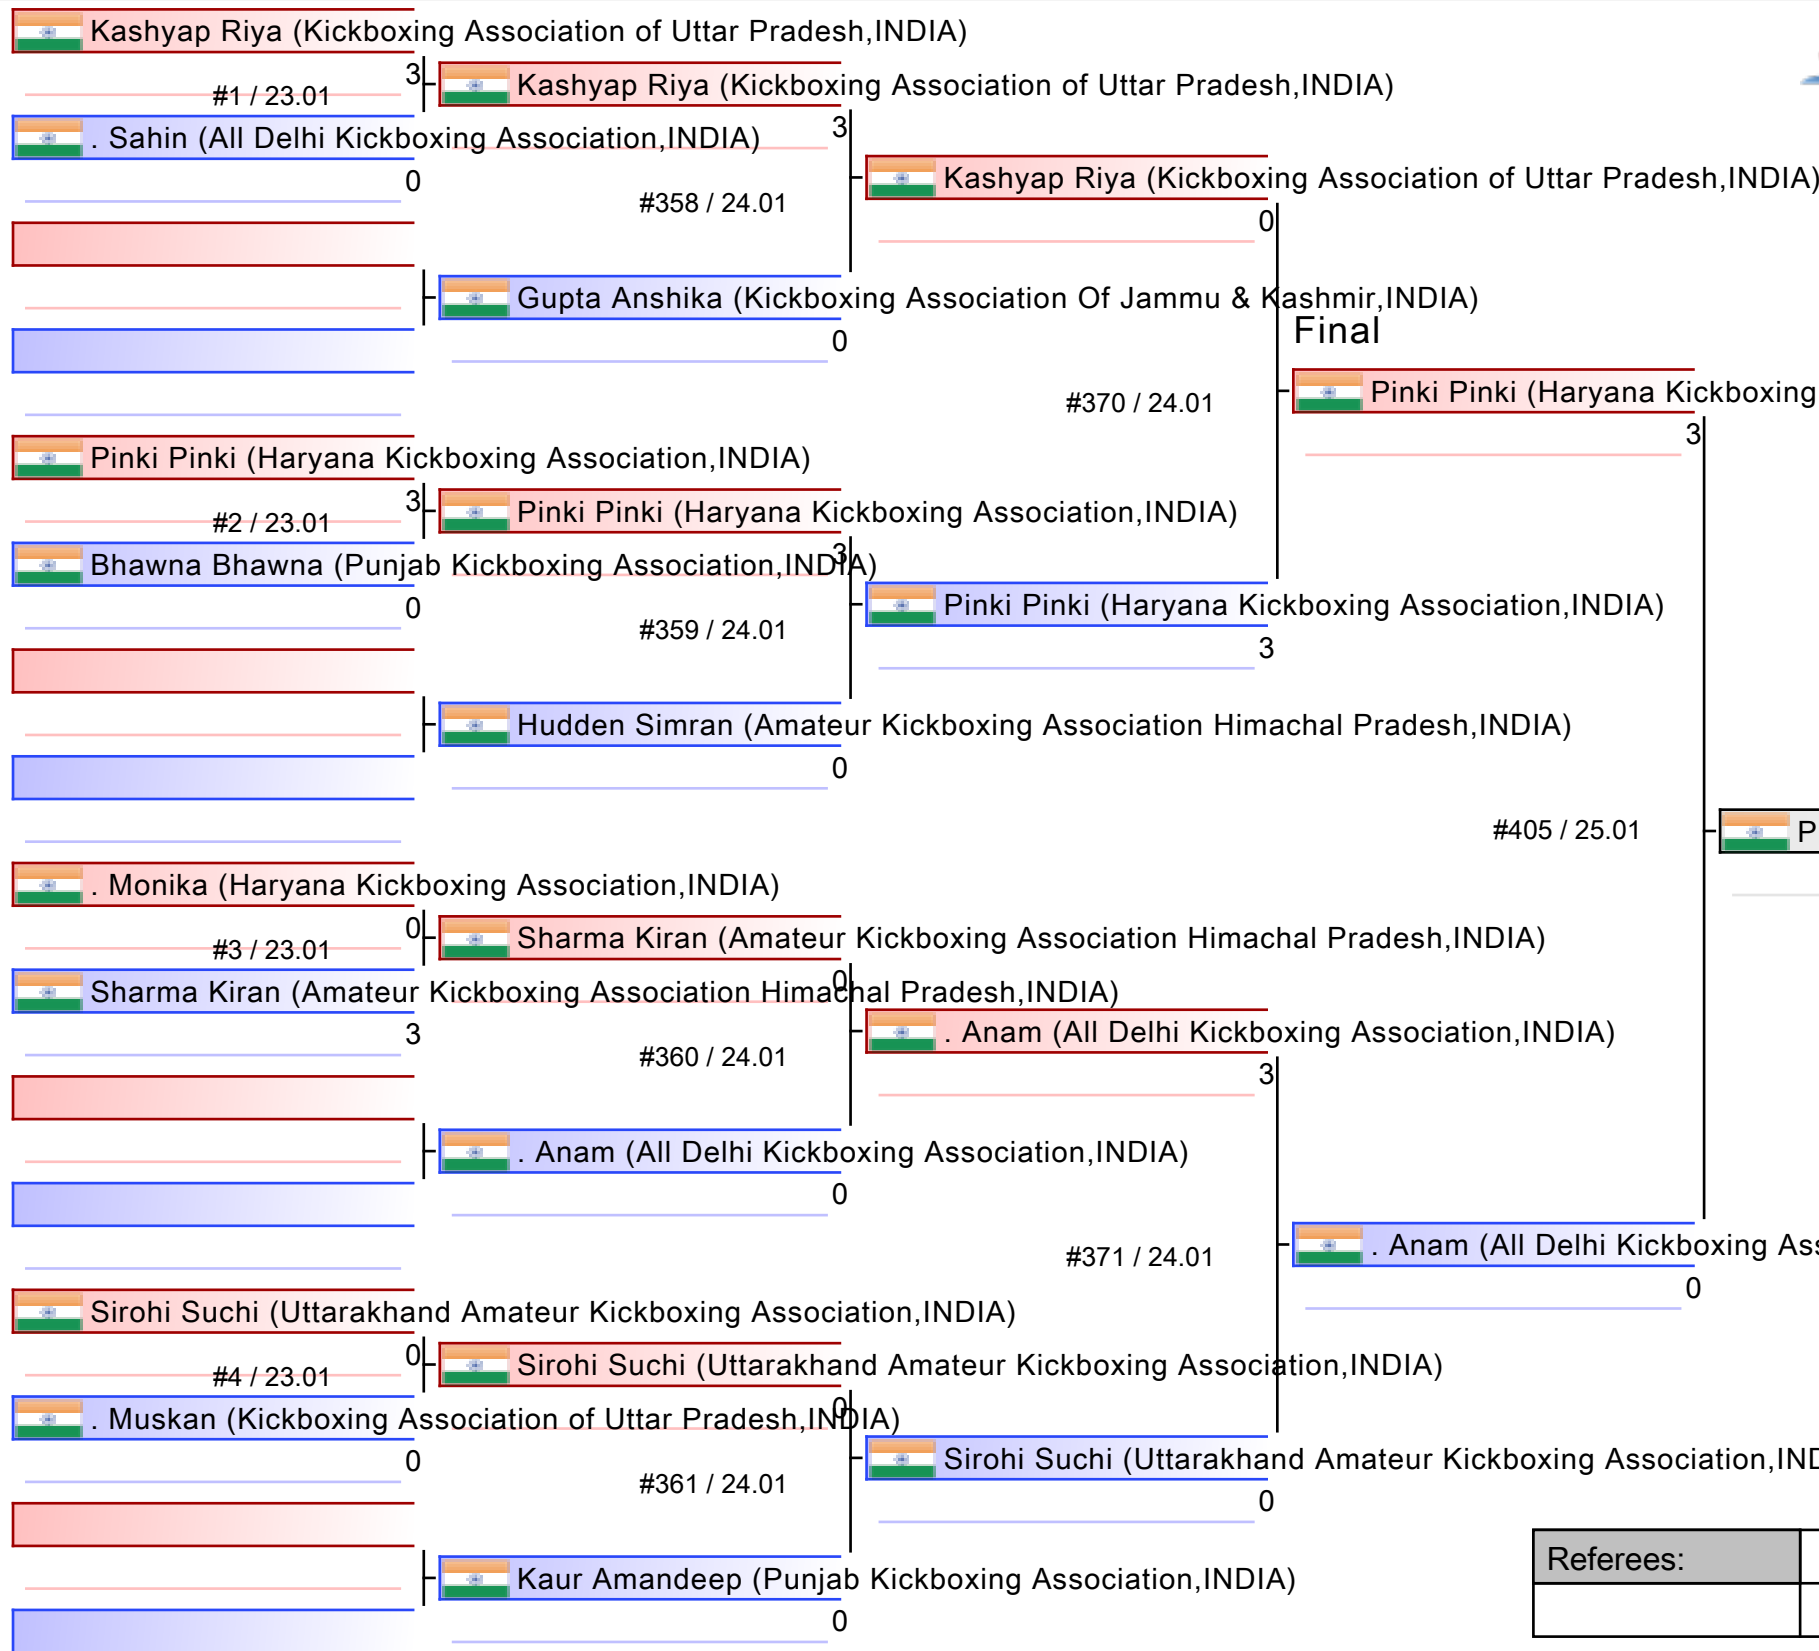 Kashyap Riya (Kickboxing Association of Uttar Pradesh,INDIA)
3
Kashyap Riya (Kickboxing Association of Uttar Pradesh,INDIA)
#1 / 23.01
3
. Sahin (All Delhi Kickboxing Association,INDIA)
0
Kashyap Riya (Kickboxing Association of Uttar Pradesh,INDIA)
#358 / 24.01
0
Gupta Anshika (Kickboxing Association Of Jammu & Kashmir,INDIA)
0
Final
#370 / 24.01
Pinki Pinki (Haryana Kickboxing
3
Pinki Pinki (Haryana Kickboxing Association,INDIA)
3
Pinki Pinki (Haryana Kickboxing Association,INDIA)
#2 / 23.01
3
Bhawna Bhawna (Punjab Kickboxing Association,INDIA)
0
Pinki Pinki (Haryana Kickboxing Association,INDIA)
#359 / 24.01
3
Hudden Simran (Amateur Kickboxing Association Himachal Pradesh,INDIA)
0
#405 / 25.01
P
. Monika (Haryana Kickboxing Association,INDIA)
0
Sharma Kiran (Amateur Kickboxing Association Himachal Pradesh,INDIA)
#3 / 23.01
0
Sharma Kiran (Amateur Kickboxing Association Himachal Pradesh,INDIA)
3
. Anam (All Delhi Kickboxing Association,INDIA)
#360 / 24.01
3
. Anam (All Delhi Kickboxing Association,INDIA)
0
#371 / 24.01
. Anam (All Delhi Kickboxing Ass
0
Sirohi Suchi (Uttarakhand Amateur Kickboxing Association,INDIA)
0
Sirohi Suchi (Uttarakhand Amateur Kickboxing Association,INDIA)
#4 / 23.01
0
. Muskan (Kickboxing Association of Uttar Pradesh,INDIA)
0
Sirohi Suchi (Uttarakhand Amateur Kickboxing Association,IND
#361 / 24.01
0
Kaur Amandeep (Punjab Kickboxing Association,INDIA)
0
Referees: